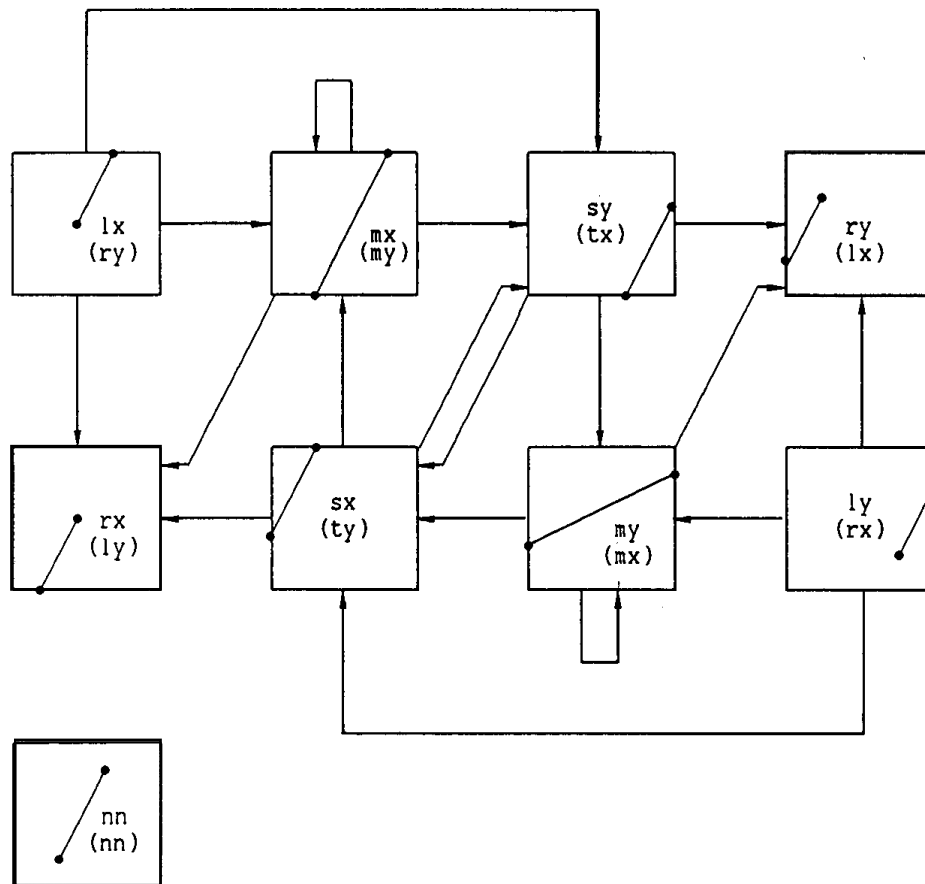 lx
(ry)
mx
(my)
sy
(tx)
ry
(lx)
rx
(ly)
sx
(ty)
my
(mx)
ly
(rx)
nn
(nn)